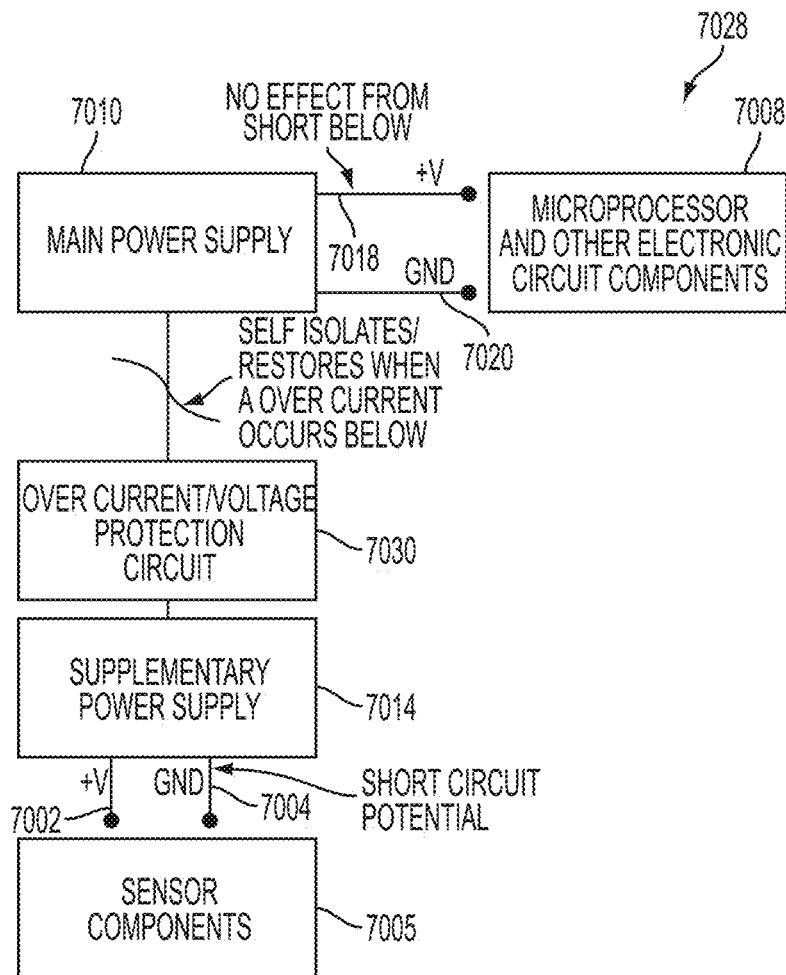 7028
7010
NO EFFECT FROM
SHORT BELOW
7008
+V
MAIN POWER SUPPLY
7018
GND
7020
MICROPROCESSOR
AND OTHER ELECTRONIC
CIRCUIT COMPONENTS
SELF ISOLATES/
RESTORES WHEN
A OVER CURRENT
OCCURS BELOW
OVER CURRENT/VOLTAGE
PROTECTION
CIRCUIT
7030
SUPPLEMENTARY
POWER SUPPLY
7014
+V
GND
7002
7004
SHORT CIRCUIT
POTENTIAL
SENSOR
COMPONENTS
7005